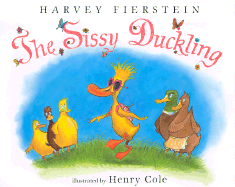 HARVEY FIERSTEIN
The Sissy Duckling
illustrated by Henry Cole